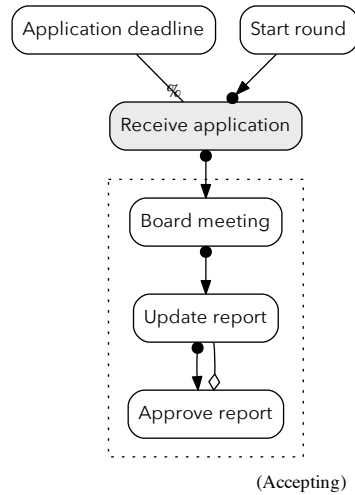 Application deadline
Start round
%
Receive application
Board meeting
Update report
Approve report
(Accepting)